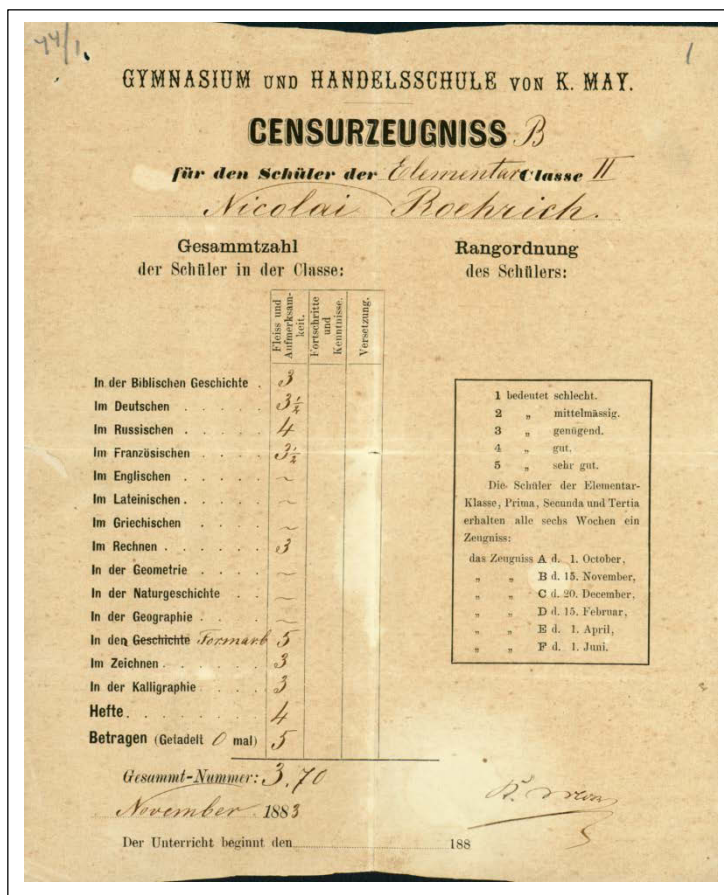 44/1.
1
GYMNASIUM UND HANDELSSCHULE VON K. MAY.
CENSURZEUGNISS B
für den Schüler der Elementar Classe II
Nicolai Roehrich.
Gesammtzahl
der Schüler in der Classe:
Rangordnung
des Schülers:
Fleiss und Aufmerksam-keit.
Fortschritte und Kenntnisse.
Versetzung.
In der Biblischen Geschichte . 3
Im Deutschen . . . . . 3½
Im Russischen . . . . . 4
Im Französischen . . . . 3½
Im Englischen . . . . . ~
Im Lateinischen . . . . . ~
Im Griechischen . . . . ~
Im Rechnen . . . . . . 3
In der Geometrie . . . . ~
In der Naturgeschichte . . . ~
In der Geographie . . . . ~
In der Geschichte Formarb 5
Im Zeichnen . . . . . . 3
In der Kalligraphie . . . . 3
Hefte. . . . . . . . 4
Betragen (Getadelt 0 mal) 5
1 bedeutet schlecht.
2 „ mittelmässig.
3 „ genügend.
4 „ gut.
5 „ sehr gut.
Die Schüler der Elementar-
Klasse, Prima, Secunda und Tertia
erhalten alle sechs Wochen ein
Zeugniss:
das Zeugniss A d. 1. October,
„ „ B d. 15. November,
„ „ C d. 20. December,
„ „ D d. 15. Februar,
„ „ E d. 1. April,
„ „ F d. 1. Juni.
Gesammt-Nummer: 3,70
November 1883
Der Unterricht beginnt den 188